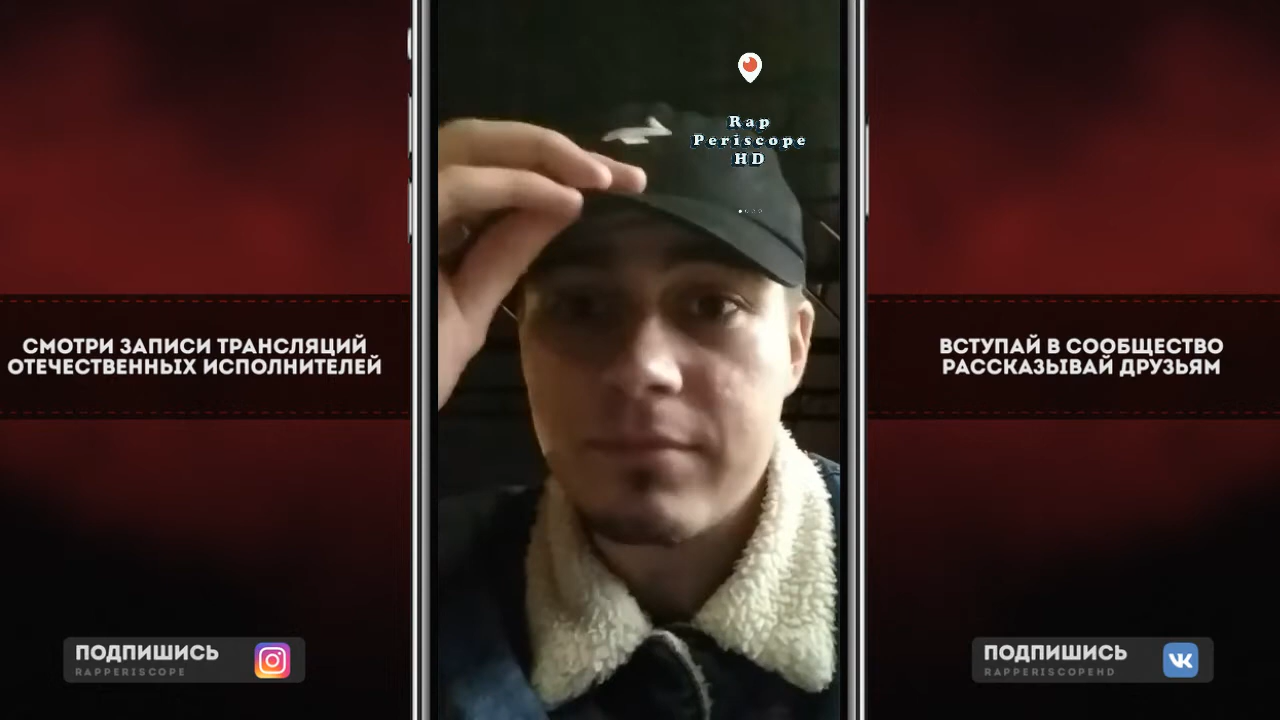 Rap
Periscope
HD
СМОТРИ ЗАПИСИ ТРАНСЛЯЦИЙ
ОТЕЧЕСТВЕННЫХ ИСПОЛНИТЕЛЕЙ
ВСТУПАЙ В СООБЩЕСТВО
РАССКАЗЫВАЙ ДРУЗЬЯМ
ПОДПИШИСЬ
RAPPERISCOPE
ПОДПИШИСЬ
RAPPERISCOPEHD